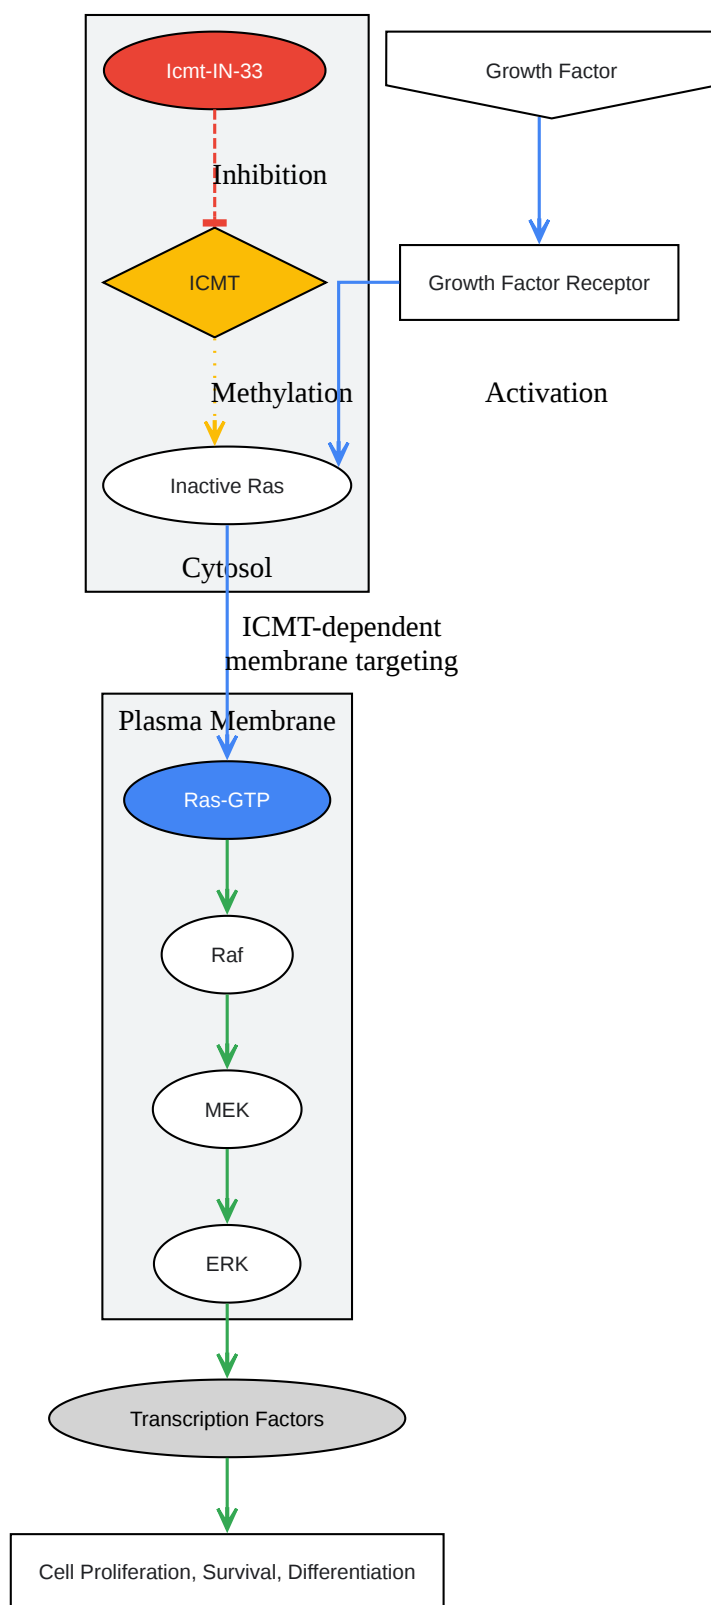 Icmt-IN-33
Growth Factor
Inhibition
ICMT
Growth Factor Receptor
Methylation
Activation
Inactive Ras
Cytosol
ICMT-dependent
membrane targeting
Plasma Membrane
Ras-GTP
Raf
MEK
ERK
Transcription Factors
Cell Proliferation, Survival, Differentiation